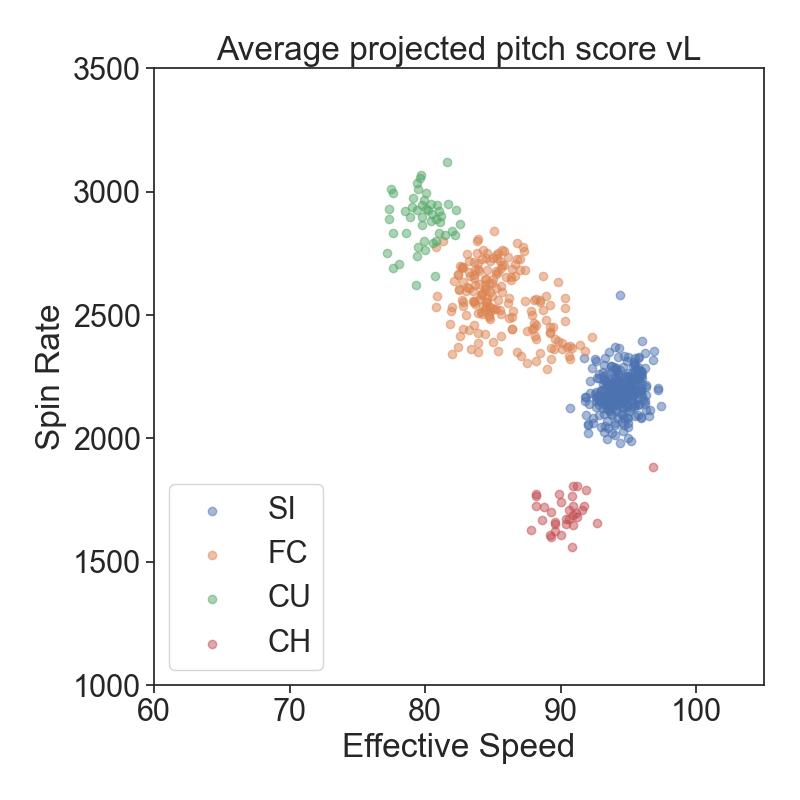 Average projected pitch score vL
3500
3000
2500
2000
1500
1000
Spin Rate
SI
FC
CU
CH
60 70 80 90 100
Effective Speed